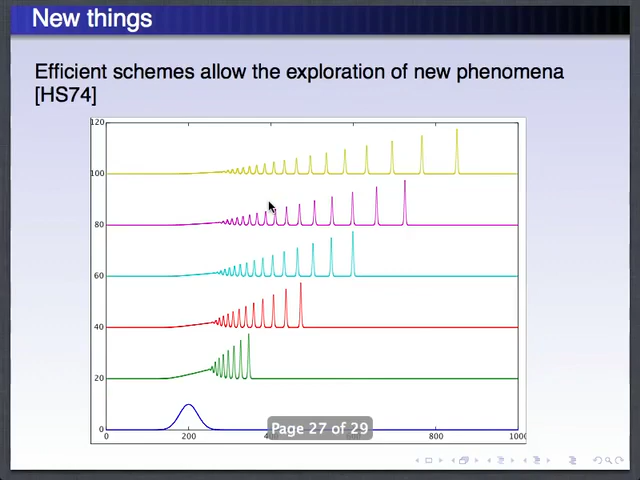 New things
Efficient schemes allow the exploration of new phenomena
[HS74]
120
100
80
60
40
20
0
0 200 400 600 800 1000
Page 27 of 29